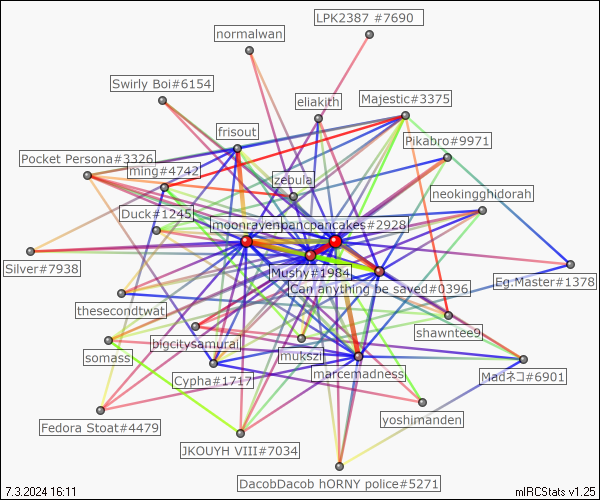 LPK2387 #7690
normalwan
Swirly Boi#6154
eliakith
Majestic#3375
frisout
Pikabro#9971
Pocket Persona#3326
ming#4742
zebula
neokingghidorah
Duck#1245
moonravenpancpancakes#2928
Silver#7938
Mushy#1984
Can anything be saved#0396
Eg.Master#1378
thesecondtwat
shawntee9
bigcitysamurai
somass
mukszi
marcemadness
Cypha#1717
Madネコ#6901
yoshimanden
Fedora Stoat#4479
JKOUYH VIII#7034
DacobDacob hORNY police#5271
7.3.2024 16:11
mIRCStats v1.25